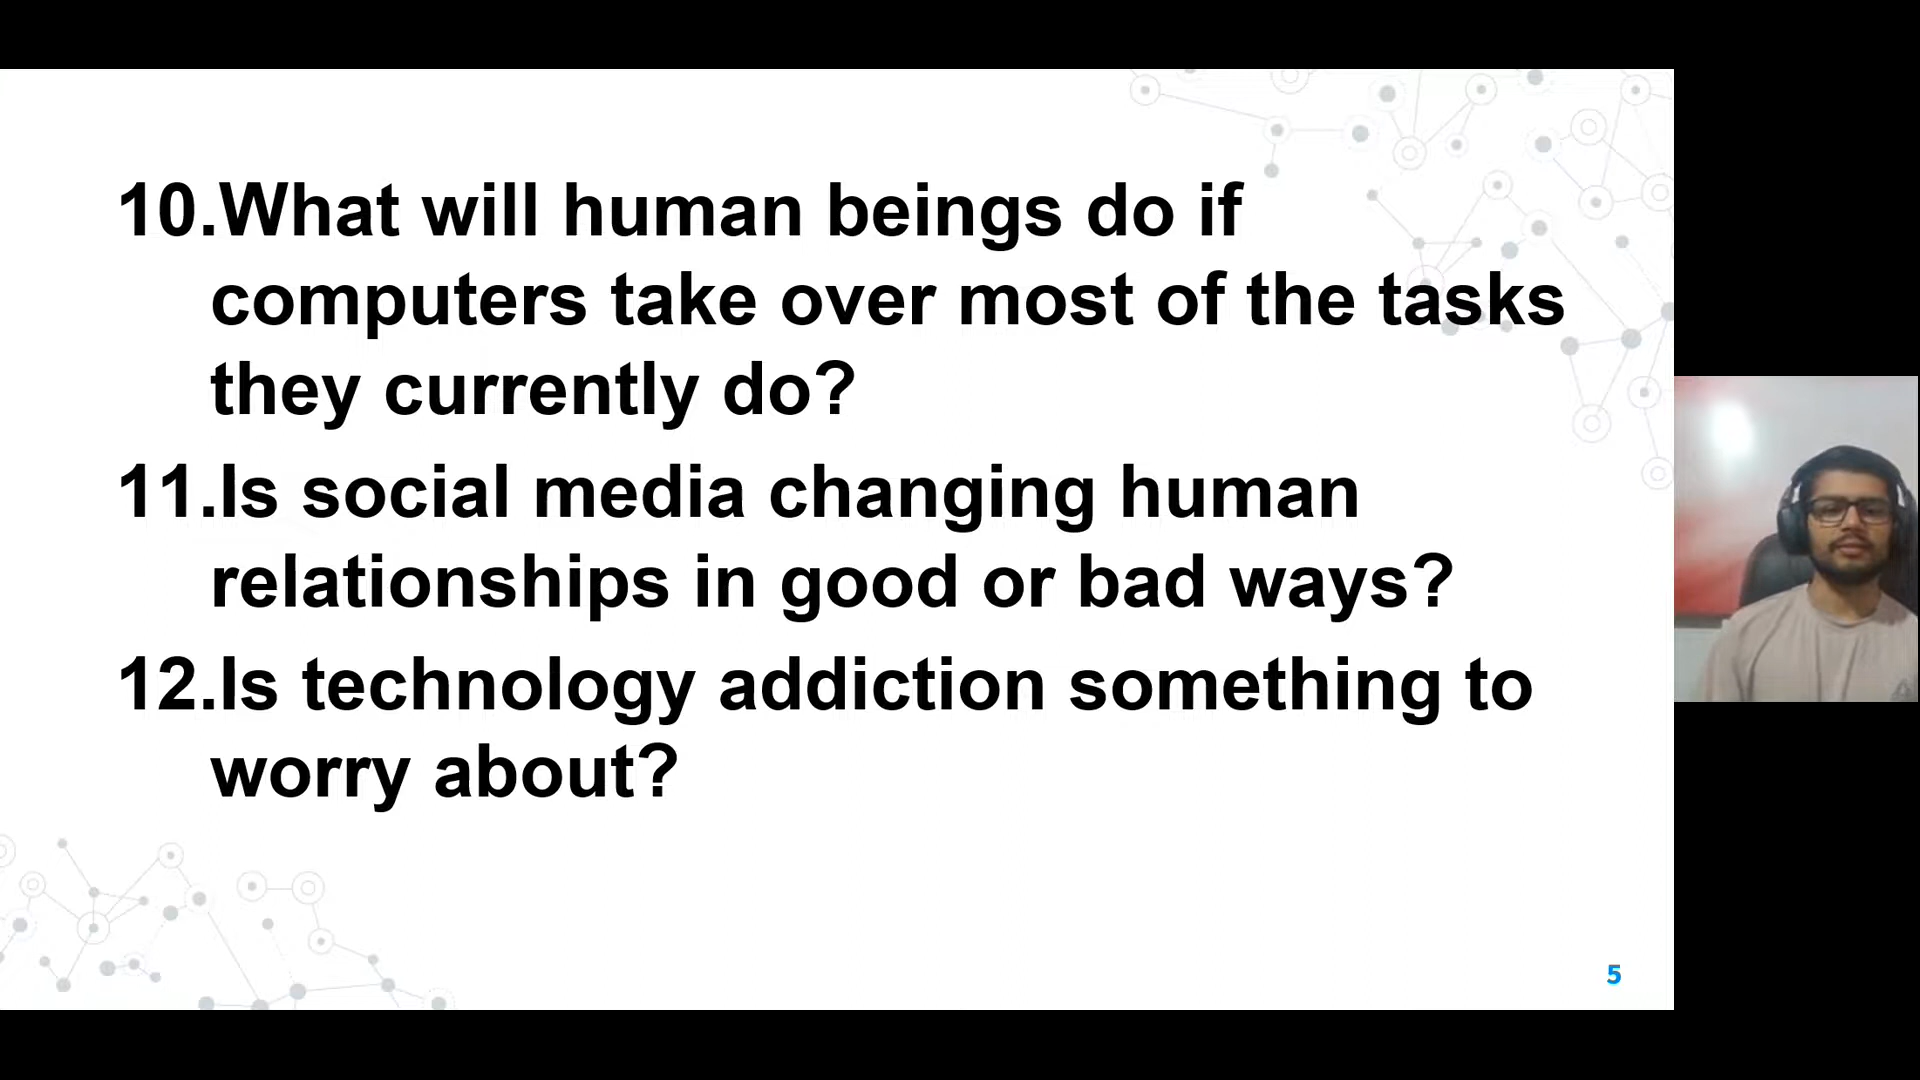 10.What will human beings do if
computers take over most of the tasks
they currently do?
11.Is social media changing human
relationships in good or bad ways?
12.Is technology addiction something to
worry about?
5